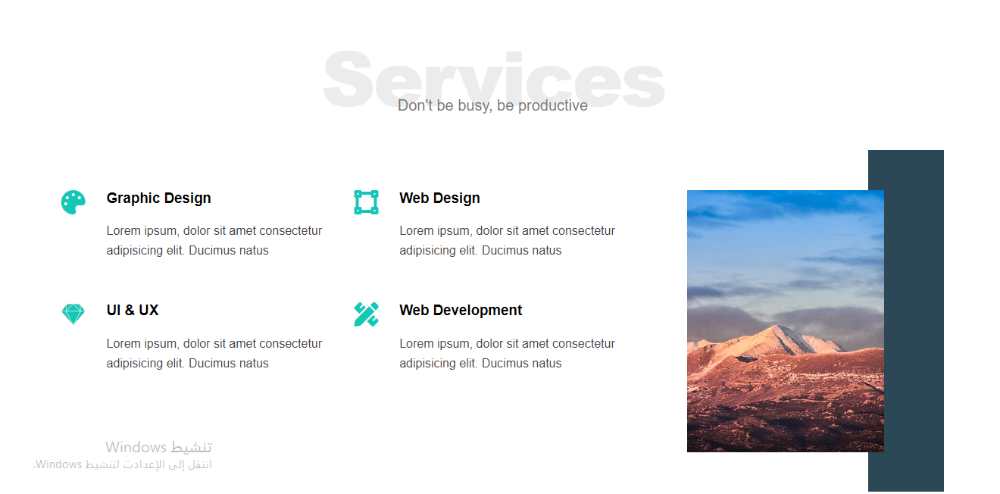 Services
Don't be busy, be productive
Graphic Design
Lorem ipsum, dolor sit amet consectetur
adipisicing elit. Ducimus natus
Web Design
Lorem ipsum, dolor sit amet consectetur
adipisicing elit. Ducimus natus
UI & UX
Lorem ipsum, dolor sit amet consectetur
adipisicing elit. Ducimus natus
Web Development
Lorem ipsum, dolor sit amet consectetur
adipisicing elit. Ducimus natus
تنشيط Windows
انتقل إلى الإعدادت لتنشيط Windows.